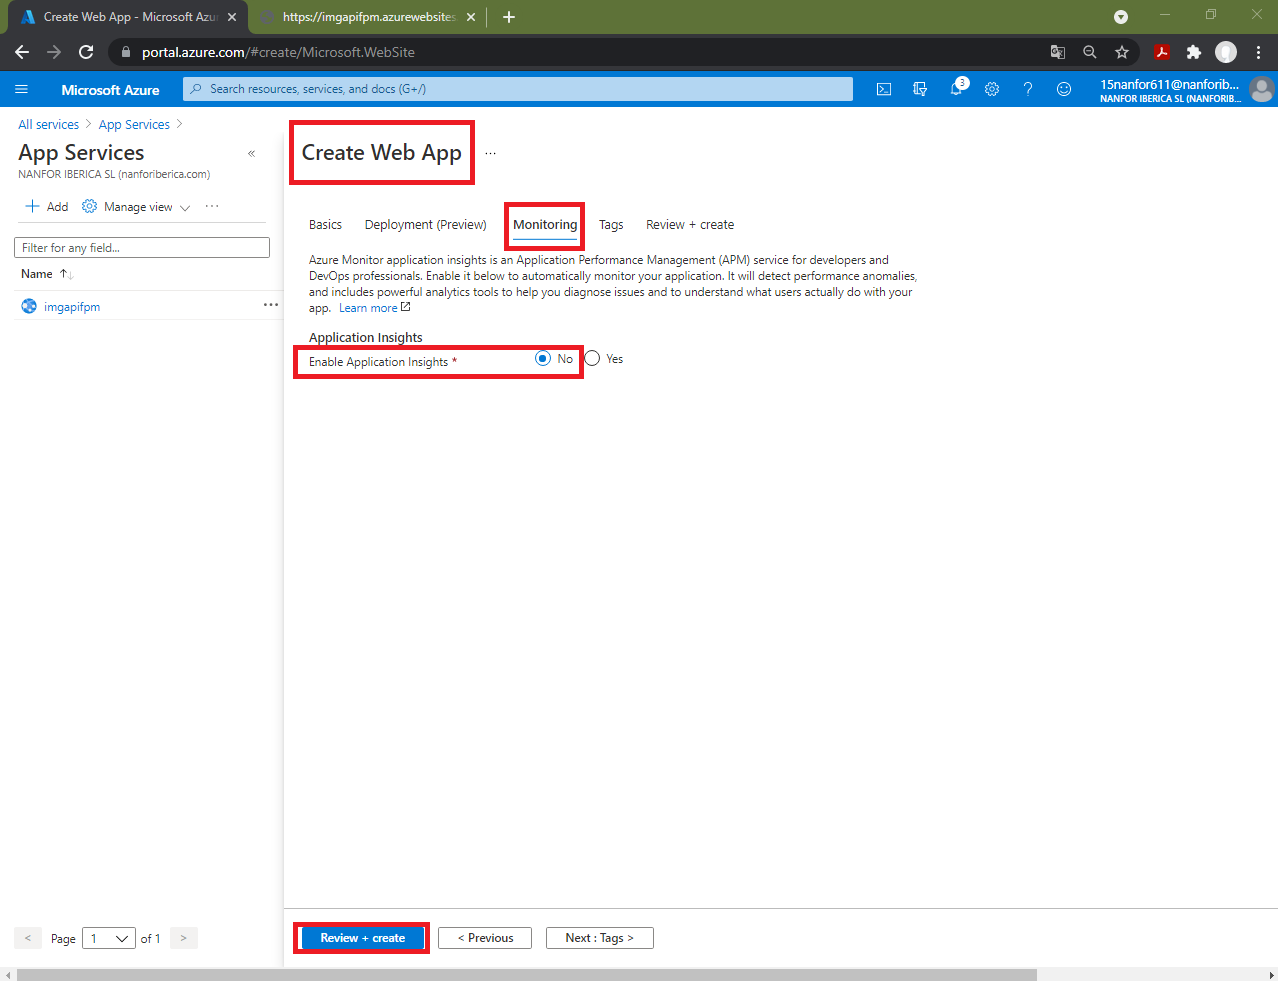 Create Web App - Microsoft Azur
https://imgapifpm.azurewebsites.
portal.azure.com/#create/Microsoft.WebSite
Microsoft Azure
Search resources, services, and docs (G+/)
3
15nanfor611@nanforib...
NANFOR IBERICA SL (NANFORIB...
All services > App Services >
App Services
«
NANFOR IBERICA SL (nanforiberica.com)
+ Add
Manage view
...
Filter for any field...
Name ↑↓
imgapifpm
...
Create Web App
...
Basics
Deployment (Preview)
Monitoring
Tags
Review + create
Azure Monitor application insights is an Application Performance Management (APM) service for developers and
DevOps professionals. Enable it below to automatically monitor your application. It will detect performance anomalies,
and includes powerful analytics tools to help you diagnose issues and to understand what users actually do with your
app. Learn more
Application Insights
Enable Application Insights *
No
Yes
< Page 1 of 1 >
Review + create
< Previous
Next : Tags >